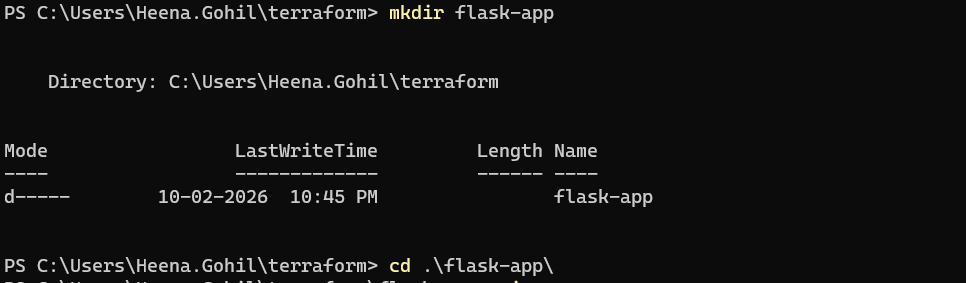 PS C:\Users\Heena.Gohil\terraform> mkdir flask-app
Directory: C:\Users\Heena.Gohil\terraform
Mode LastWriteTime Length Name
---- ------------- ------ ----
d----- 10-02-2026 10:45 PM flask-app
PS C:\Users\Heena.Gohil\terraform> cd .\flask-app\